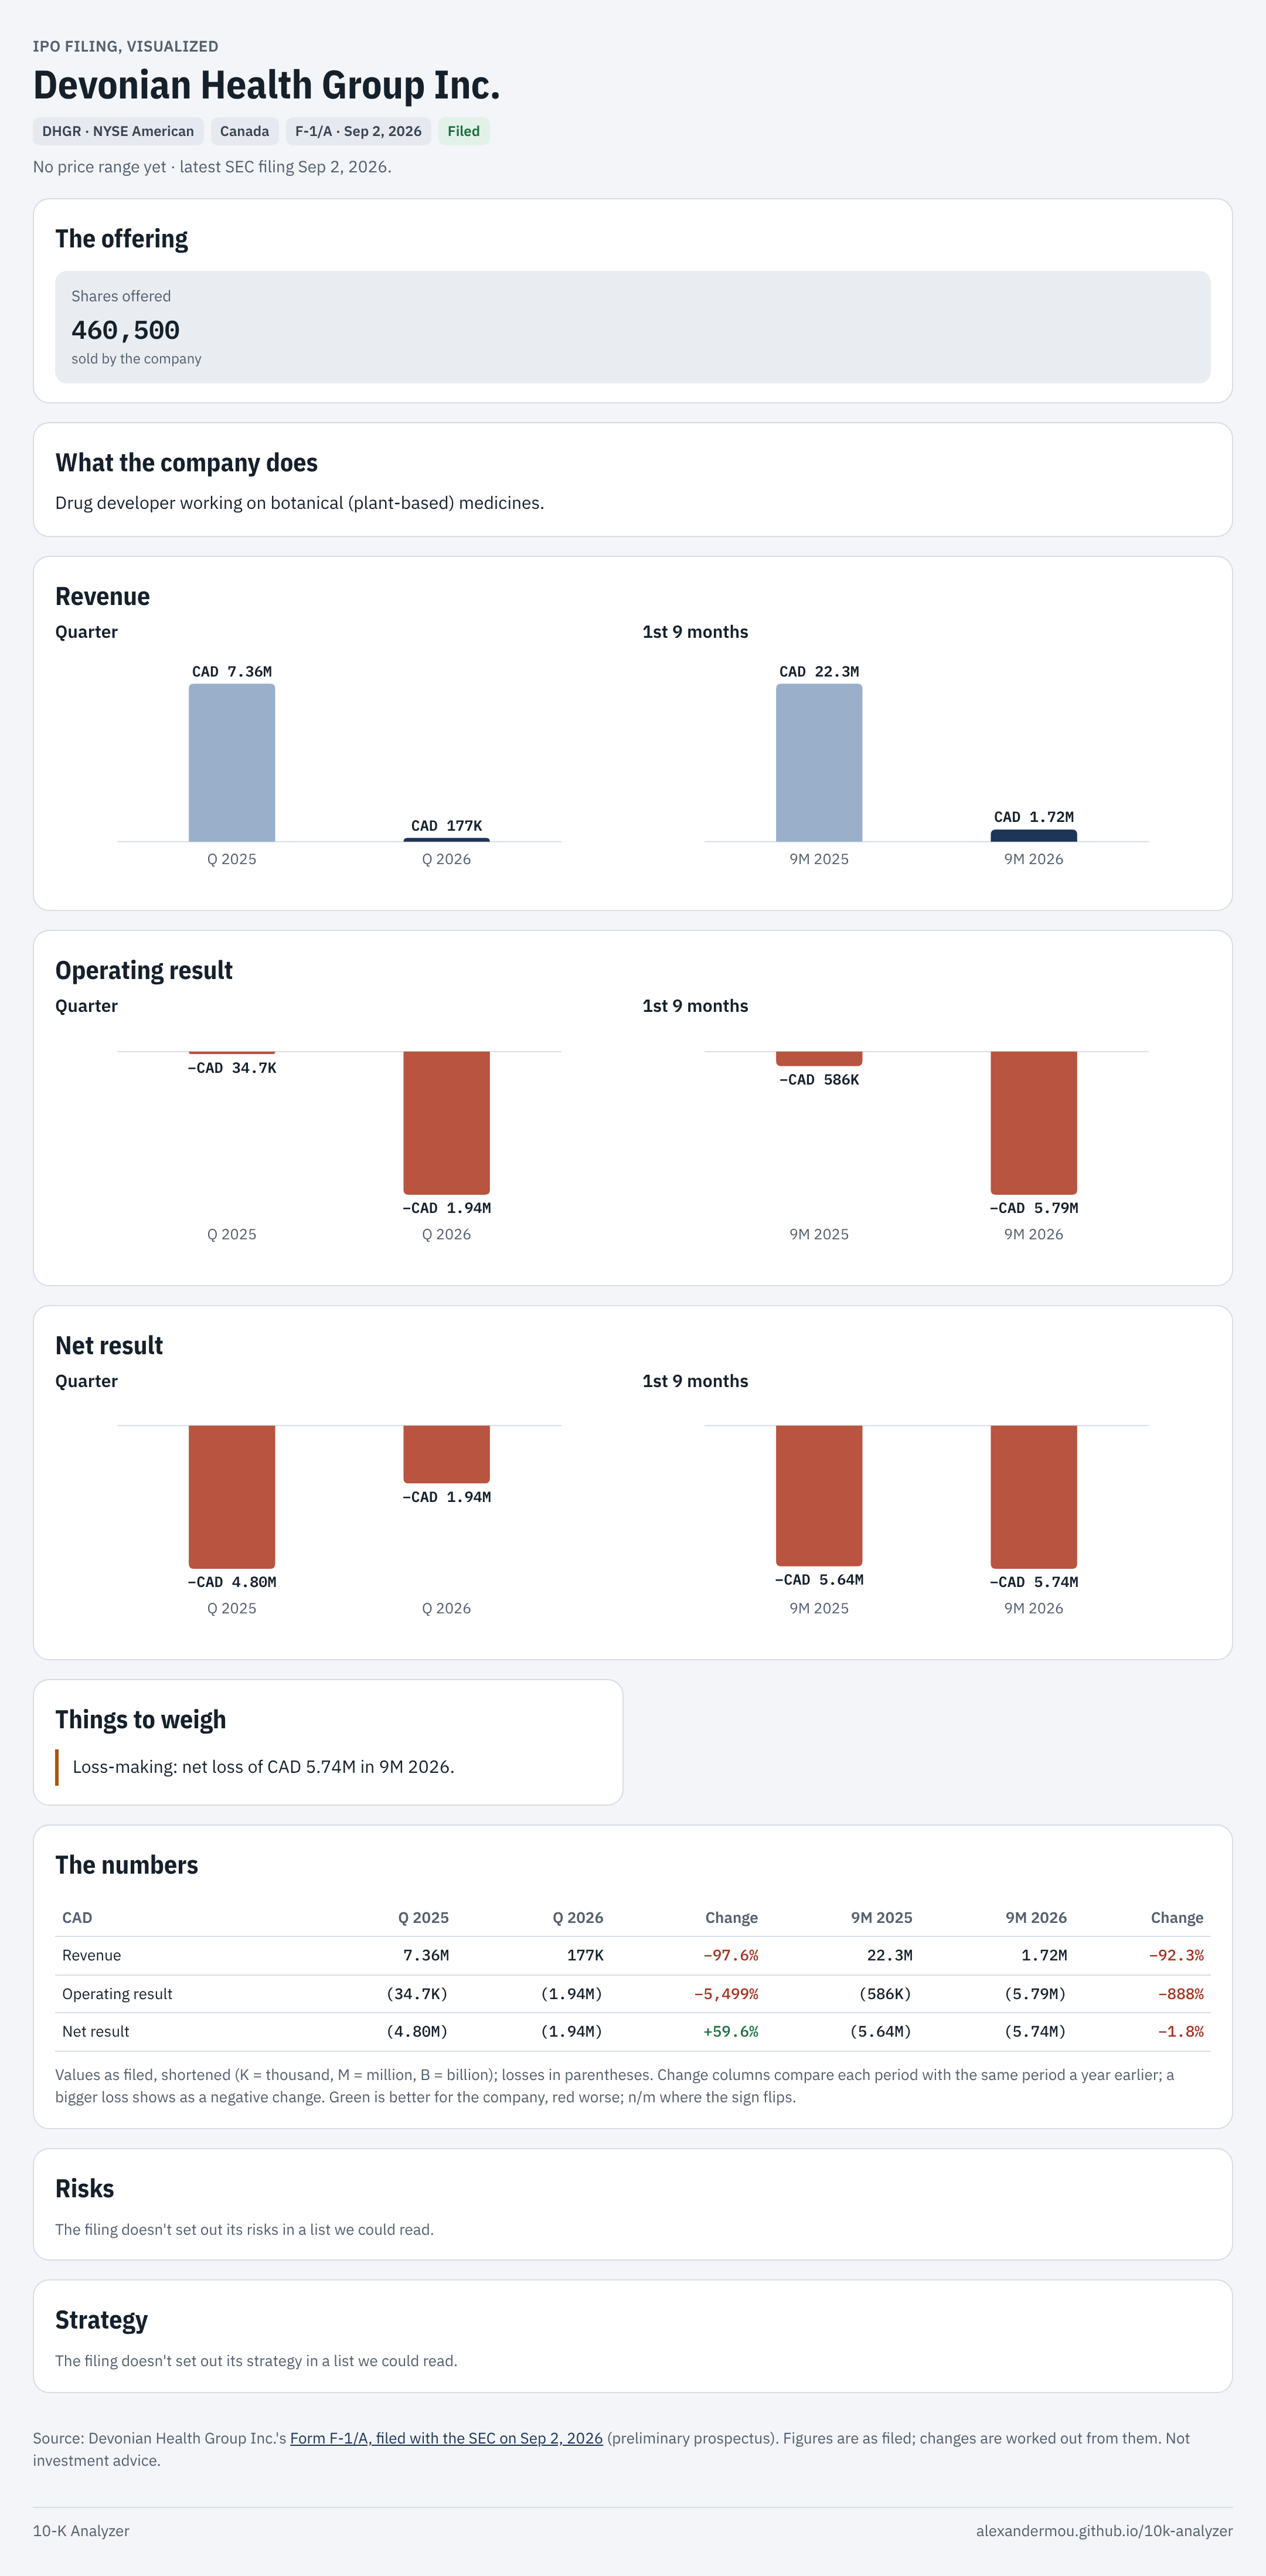 IPO FILING, VISUALIZED
Devonian Health Group Inc.
DHGR · NYSE American Canada F-1/A · Sep 2, 2026 Filed
No price range yet · latest SEC filing Sep 2, 2026.
The offering
Shares offered
460,500
sold by the company
What the company does
Drug developer working on botanical (plant-based) medicines.
Revenue
Quarter
CAD 7.36M
CAD 177K
Q 2025 Q 2026
1st 9 months
CAD 22.3M
CAD 1.72M
9M 2025 9M 2026
Operating result
Quarter
−CAD 34.7K
−CAD 1.94M
Q 2025 Q 2026
1st 9 months
−CAD 586K
−CAD 5.79M
9M 2025 9M 2026
Net result
Quarter
−CAD 4.80M
−CAD 1.94M
Q 2025 Q 2026
1st 9 months
−CAD 5.64M
−CAD 5.74M
9M 2025 9M 2026
Things to weigh
Loss-making: net loss of CAD 5.74M in 9M 2026.
The numbers
CAD Q 2025 Q 2026 Change 9M 2025 9M 2026 Change
Revenue 7.36M 177K −97.6% 22.3M 1.72M −92.3%
Operating result (34.7K) (1.94M) −5,499% (586K) (5.79M) −888%
Net result (4.80M) (1.94M) +59.6% (5.64M) (5.74M) −1.8%
Values as filed, shortened (K = thousand, M = million, B = billion); losses in parentheses. Change columns compare each period with the same period a year earlier; a
bigger loss shows as a negative change. Green is better for the company, red worse; n/m where the sign flips.
Risks
The filing doesn't set out its risks in a list we could read.
Strategy
The filing doesn't set out its strategy in a list we could read.
Source: Devonian Health Group Inc.'s Form F-1/A, filed with the SEC on Sep 2, 2026 (preliminary prospectus). Figures are as filed; changes are worked out from them. Not
investment advice.
10-K Analyzer alexandermou.github.io/10k-analyzer